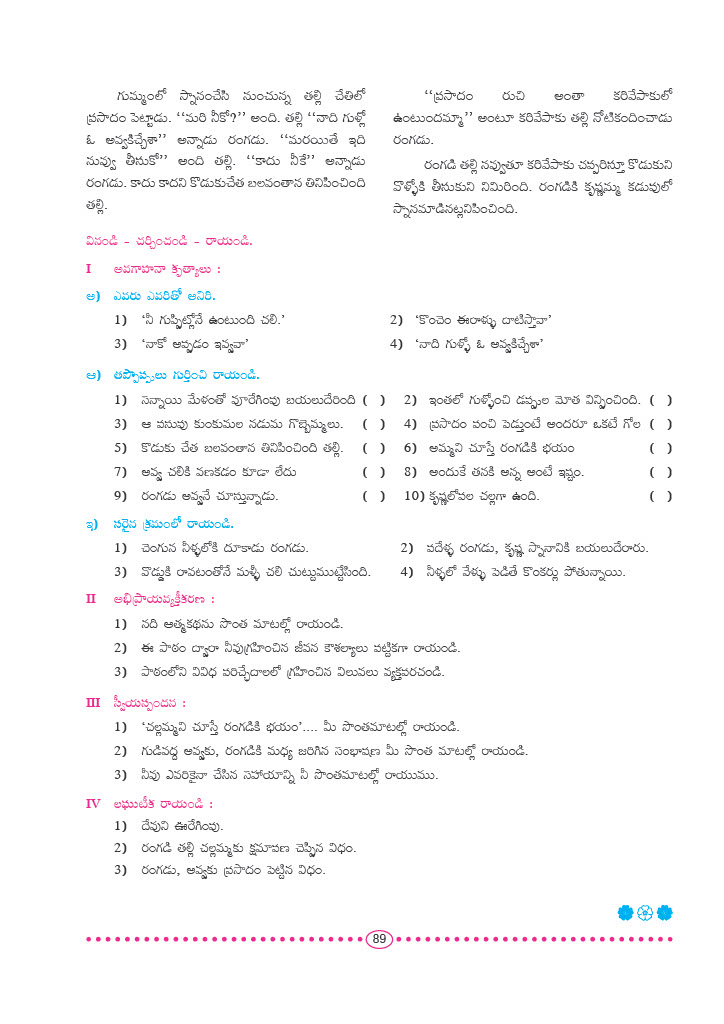 గుమ్మంలో స్నానంచేసి నుంచున్న తల్లి చేతిలో
ప్రసాదం పెట్టాడు. ‘‘మరి నీకో?’’ అంది. తల్లి ‘‘నాది గుళ్లో
ఓ అవ్వకిచ్చేశా’’ అన్నాడు రంగడు. ‘‘మరయితే ఇది
నువ్వు తీసుకో’’ అంది తల్లి. ‘‘కాదు నీకే’’ అన్నాడు
రంగడు. కాదు కాదని కొడుకుచేత బలవంతాన తినిపించింది
తల్లి.
‘‘ప్రసాదం రుచి అంతా కరివేపాకులో
ఉంటుందమ్మా’’ అంటూ కరివేపాకు తల్లి నోటికందించాడు
రంగడు.
రంగడి తల్లి నవ్వుతూ కరివేపాకు చప్పరిస్తూ కొడుకుని
వొళ్ళోకి తీసుకుని నిమిరింది. రంగడికి కృష్ణమ్మ కడుపులో
స్నానమాడినట్లనిపించింది.
వినండి - చర్చించండి - రాయండి.
I అవగాహనా కృత్యాలు :
అ) ఎవరు ఎవరితో అనిరి.
1) ‘నీ గుప్పిట్లోనే ఉంటుంది చలి.’ 2) ‘కొంచెం ఈరాళ్ళు దాటిస్తావా’
3) ‘నాకో అవ్వడం ఇవ్వవా’ 4) ‘నాది గుళ్ళో ఓ అవ్వకిచ్చేశా’
ఆ) తప్పొప్పులు గుర్తించి రాయండి.
1) సన్నాయి మేళంతో వూరేగింపు బయలుదేరింది ( ) 2) ఇంతలో గుళ్ళోంచి డప్పుల మోత విన్పించింది. ( )
3) ఆ పసుపు కుంకుమల నడుమ గొబ్బెమ్మలు. ( ) 4) ప్రసాదం పంచి పెడ్తుంటే అందరూ ఒకటే గోల ( )
5) కొడుకు చేత బలవంతాన తినిపించింది తల్లి. ( ) 6) అమ్మని చూస్తే రంగడికి భయం ( )
7) అవ్వ చలికి వణకడం కూడా లేదు ( ) 8) అందుకే తనకి అన్న అంటే ఇష్టం. ( )
9) రంగడు అవ్వనే చూస్తున్నాడు. ( ) 10) కృష్ణలోపల చల్లగా ఉంది. ( )
ఇ) సరైన క్రమంలో రాయండి.
1) చెంగున నీళ్ళలోకి దూకాడు రంగడు. 2) పదేళ్ళ రంగడు, కృష్ణ స్నానానికి బయలుదేరారు.
3) వొడ్డుకి రావటంతోనే మళ్ళీ చలి చుట్టుముట్టేసింది. 4) నీళ్ళలో వేళ్ళు పెడితే కొంకర్లు పోతున్నాయి.
II అభిప్రాయవ్యక్తీకరణ :
1) నది ఆత్మకథను సొంత మాటల్లో రాయండి.
2) ఈ పాఠం ద్వారా నీవుగ్రహించిన జీవన కౌశల్యాలు పట్టికగా రాయండి.
3) పాఠంలోని వివిధ పరిచ్ఛేదాలలో గ్రహించిన విలువలు వ్యక్తపరచండి.
III స్వీయస్పందన :
1) ‘చల్లమ్మని చూస్తే రంగడికి భయం’.... మీ సొంతమాటల్లో రాయండి.
2) గుడివద్ద అవ్వకు, రంగడికి మధ్య జరిగిన సంభాషణ మీ సొంత మాటల్లో రాయండి.
3) నీవు ఎవరికైనా చేసిన సహాయాన్ని నీ సొంతమాటల్లో రాయుము.
IV లఘుటీక రాయండి :
1) దేవుని ఊరేగింపు.
2) రంగడి తల్లి చల్లమ్మకు క్షమాపణ చెప్పిన విధం.
3) రంగడు, అవ్వకు ప్రసాదం పెట్టిన విధం.
89